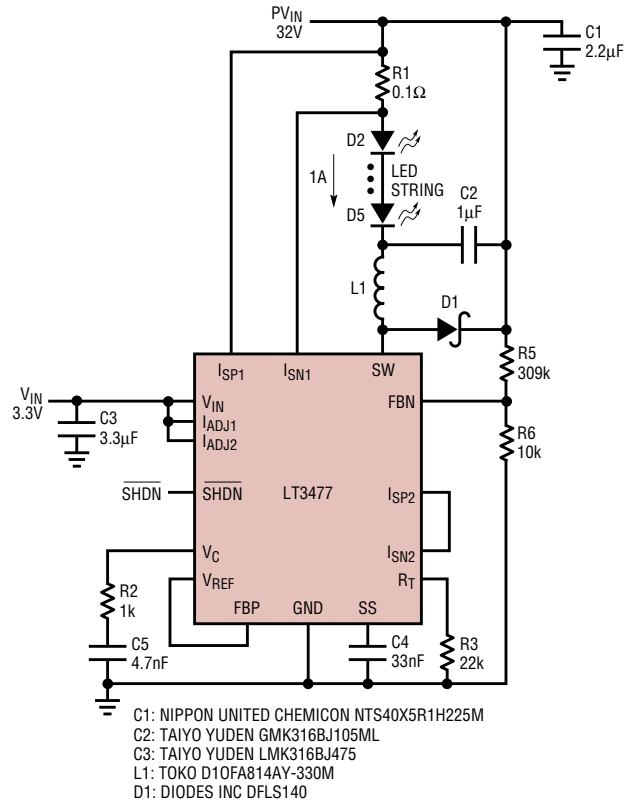 PVIN
32V
C1
2.2µF
R1
0.1Ω
D2
1A
LED
STRING
D5
C2
1µF
L1
D1
R5
309k
ISP1
ISN1
SW
VIN
3.3V
VIN
FBN
C3
3.3µF
IADJ1
IADJ2
R6
10k
SHDN
SHDN
LT3477
ISP2
VC
ISN2
VREF
RT
R2
1k
FBP
GND
SS
C5
4.7nF
C4
33nF
R3
22k
C1: NIPPON UNITED CHEMICON NTS40X5R1H225M
C2: TAIYO YUDEN GMK316BJ105ML
C3: TAIYO YUDEN LMK316BJ475
L1: TOKO D10FA814AY-330M
D1: DIODES INC DFLS140